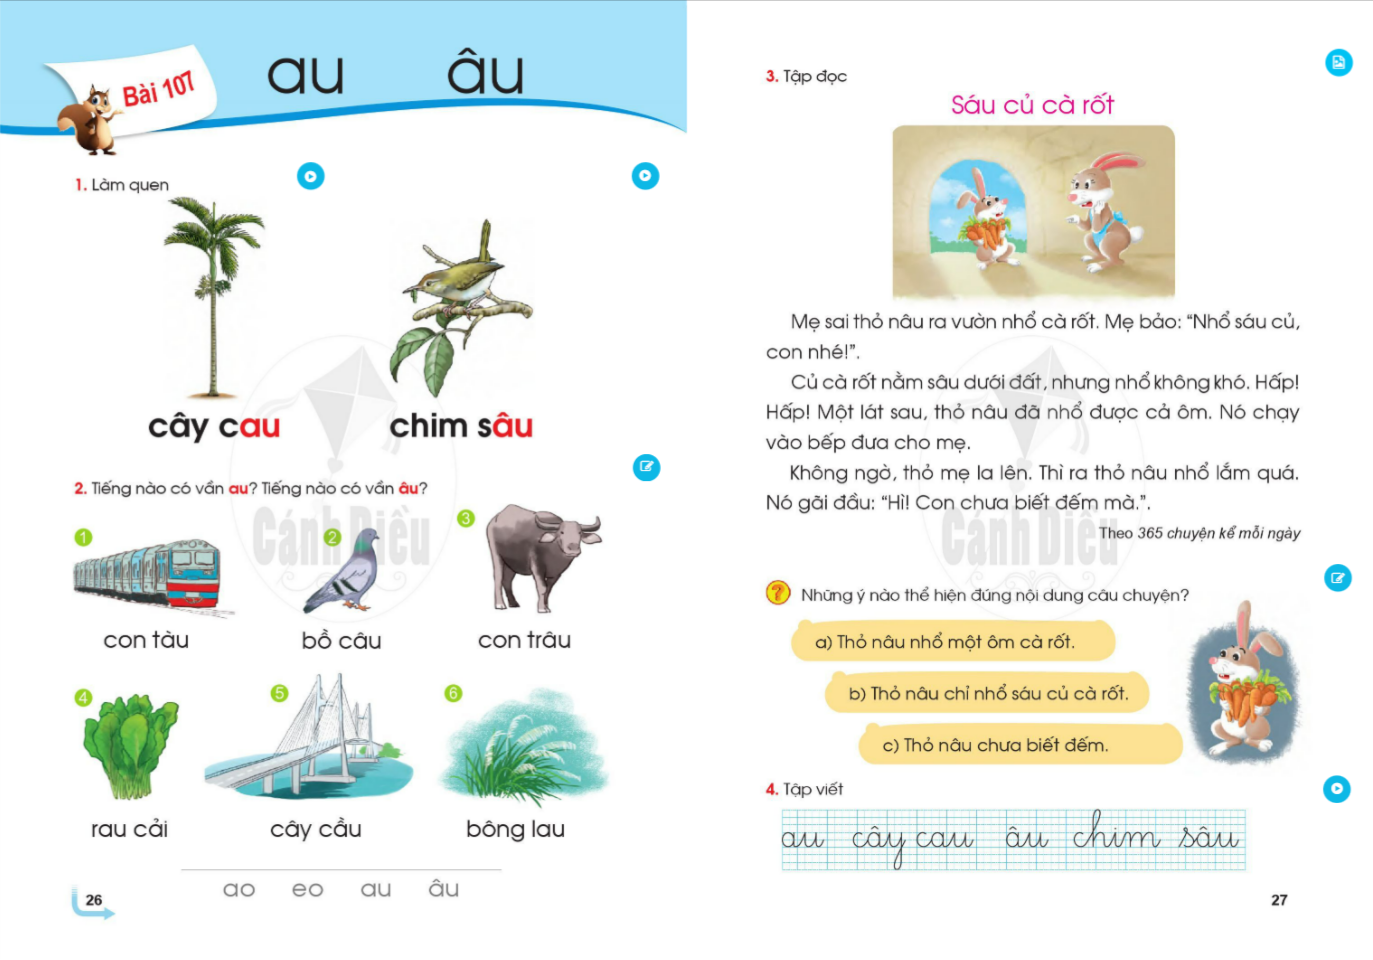 Bài 107
au âu
1. Làm quen
cây cau
chim sâu
2. Tiếng nào có vần au? Tiếng nào có vần âu?
1
2
3
con tàu
bồ câu
con trâu
4
5
6
rau cải
cây cầu
bông lau
ao eo au âu
26
3. Tập đọc
Sáu củ cà rốt
Mẹ sai thỏ nâu ra vườn nhổ cà rốt. Mẹ bảo: “Nhổ sáu củ,
con nhé!”.
Củ cà rốt nằm sâu dưới đất, nhưng nhổ không khó. Hấp!
Hấp! Một lát sau, thỏ nâu đã nhổ được cả ôm. Nó chạy
vào bếp đưa cho mẹ.
Không ngờ, thỏ mẹ la lên. Thì ra thỏ nâu nhổ lắm quá.
Nó gãi đầu: “Hì! Con chưa biết đếm mà.”.
Theo 365 chuyện kể mỗi ngày
? Những ý nào thể hiện đúng nội dung câu chuyện?
a) Thỏ nâu nhổ một ôm cà rốt.
b) Thỏ nâu chỉ nhổ sáu củ cà rốt.
c) Thỏ nâu chưa biết đếm.
4. Tập viết
au cây cau âu chim sâu
27
Cánh Diều
Cánh Diều